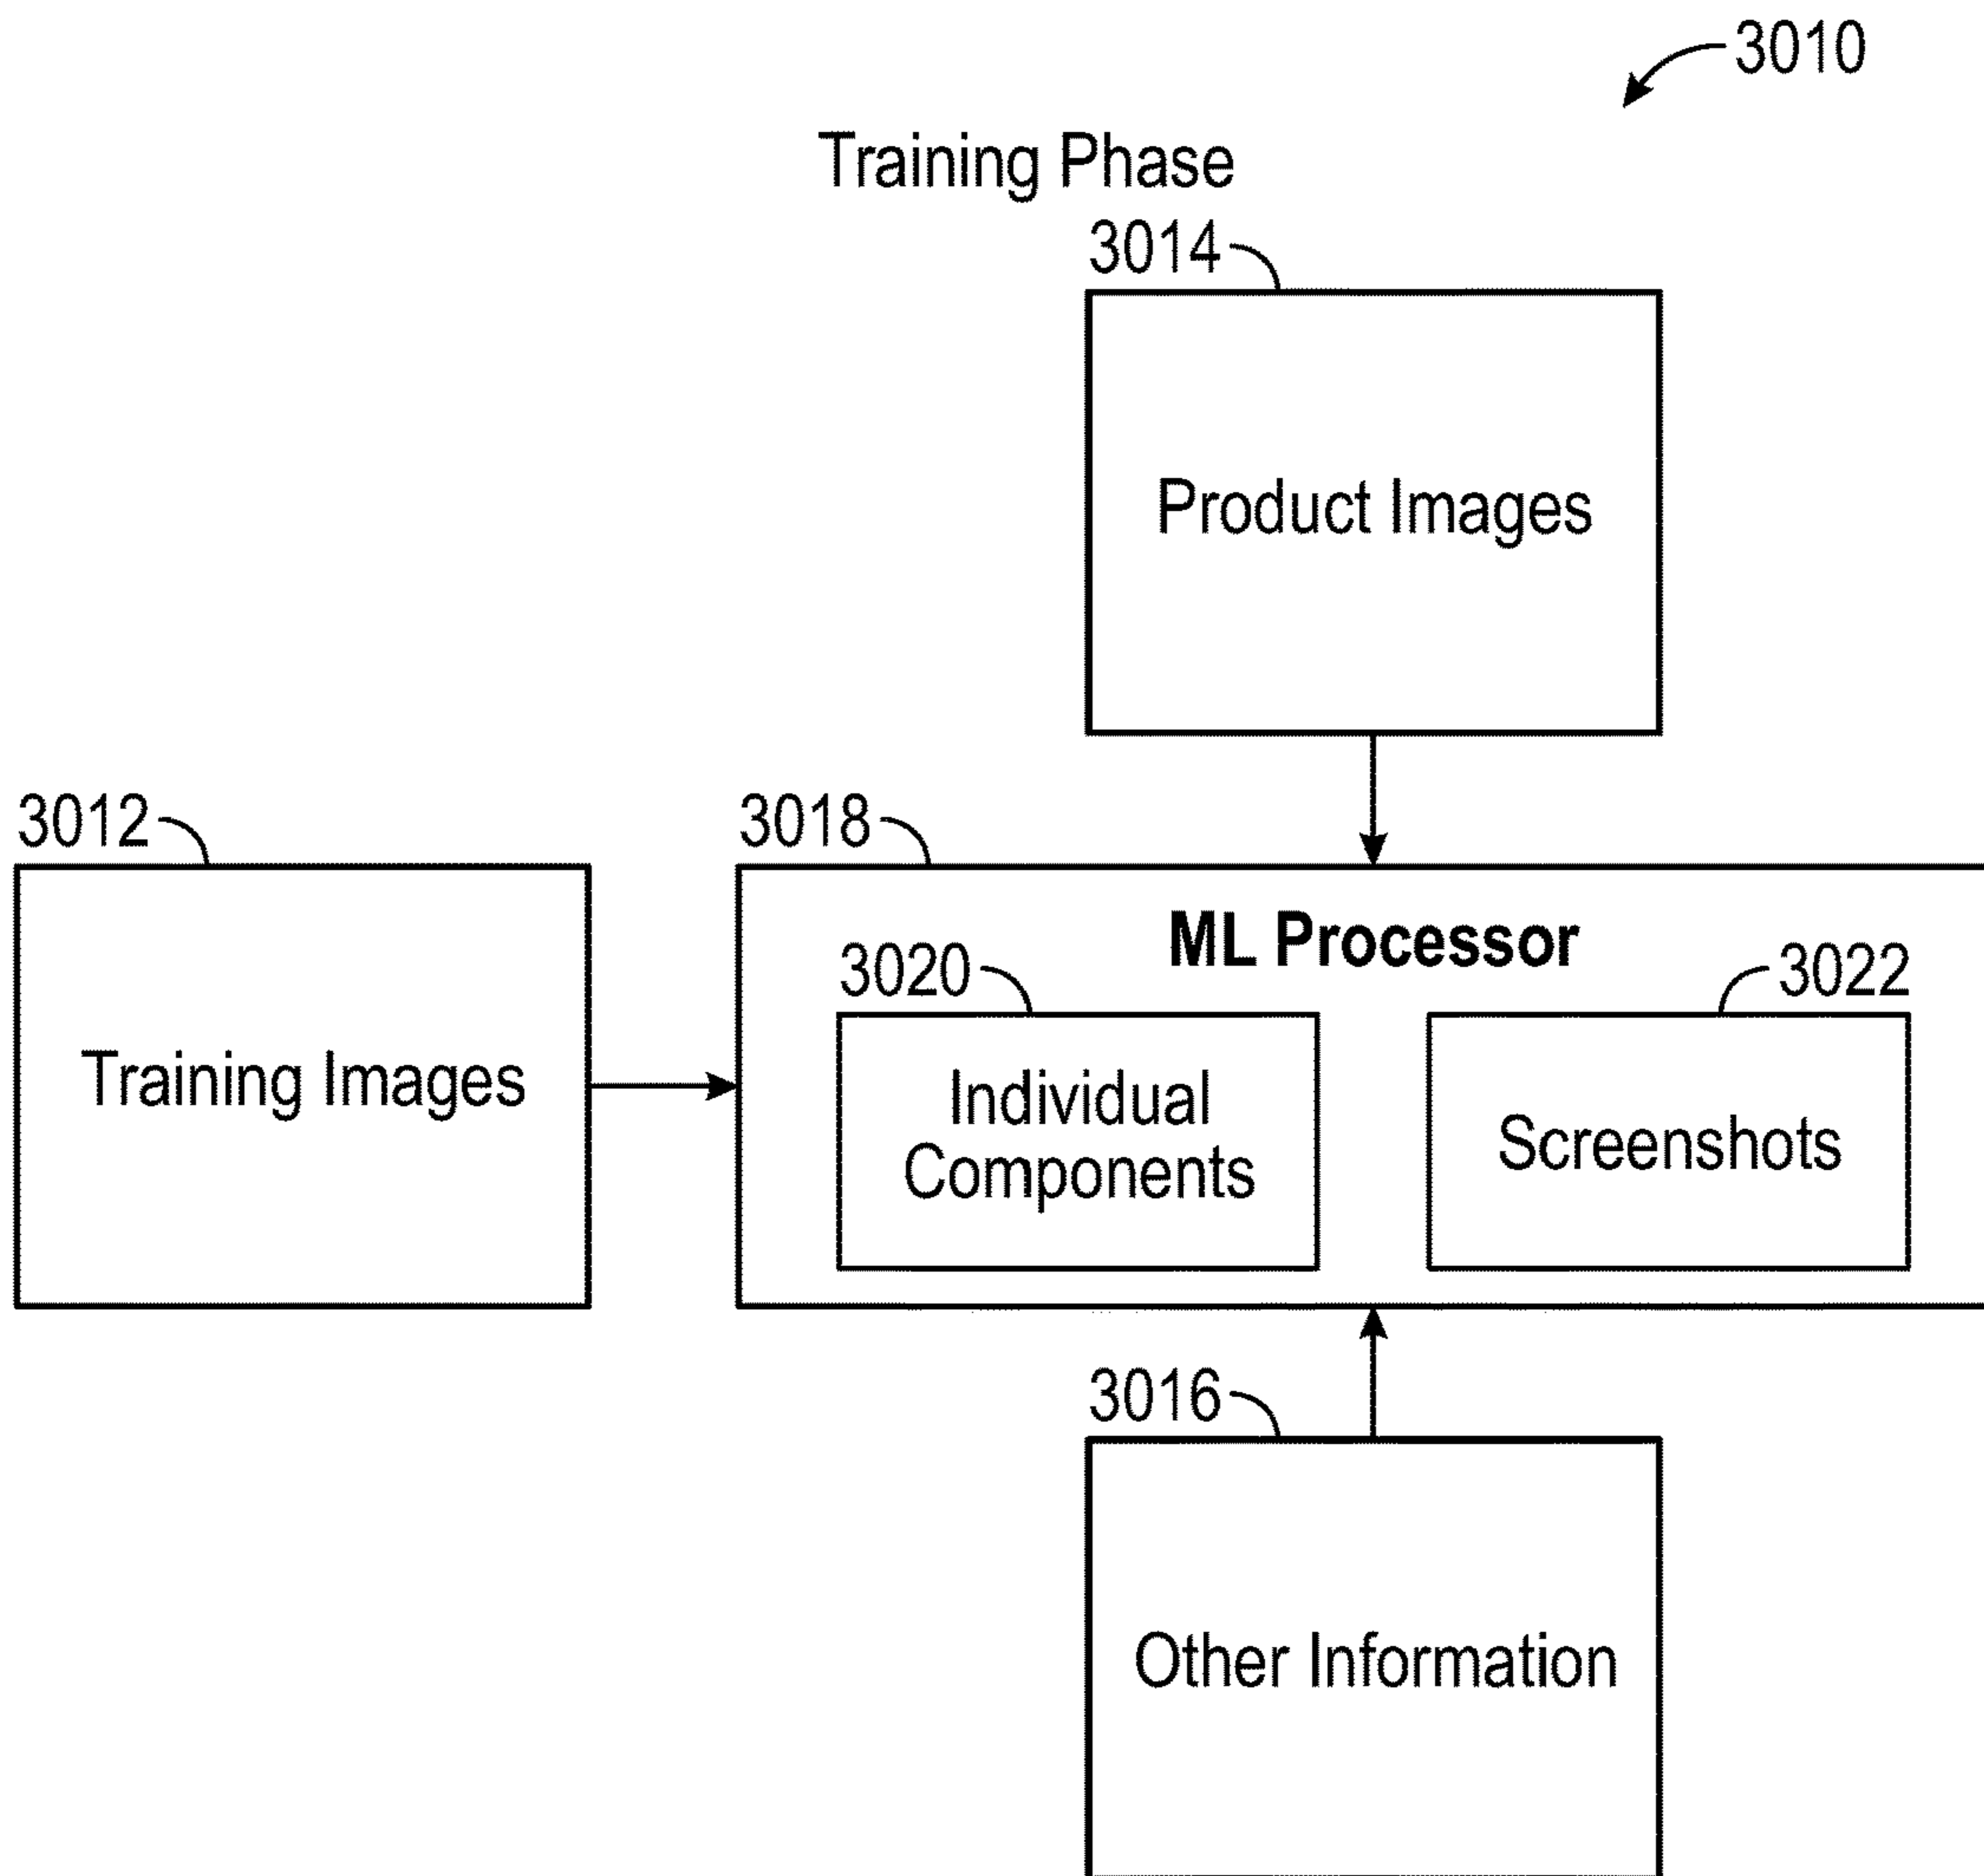 3010
Training Phase
3014
Product Images
3012
3018
Training Images
ML Processor
3020
3022
Individual
Components
Screenshots
3016
Other Information